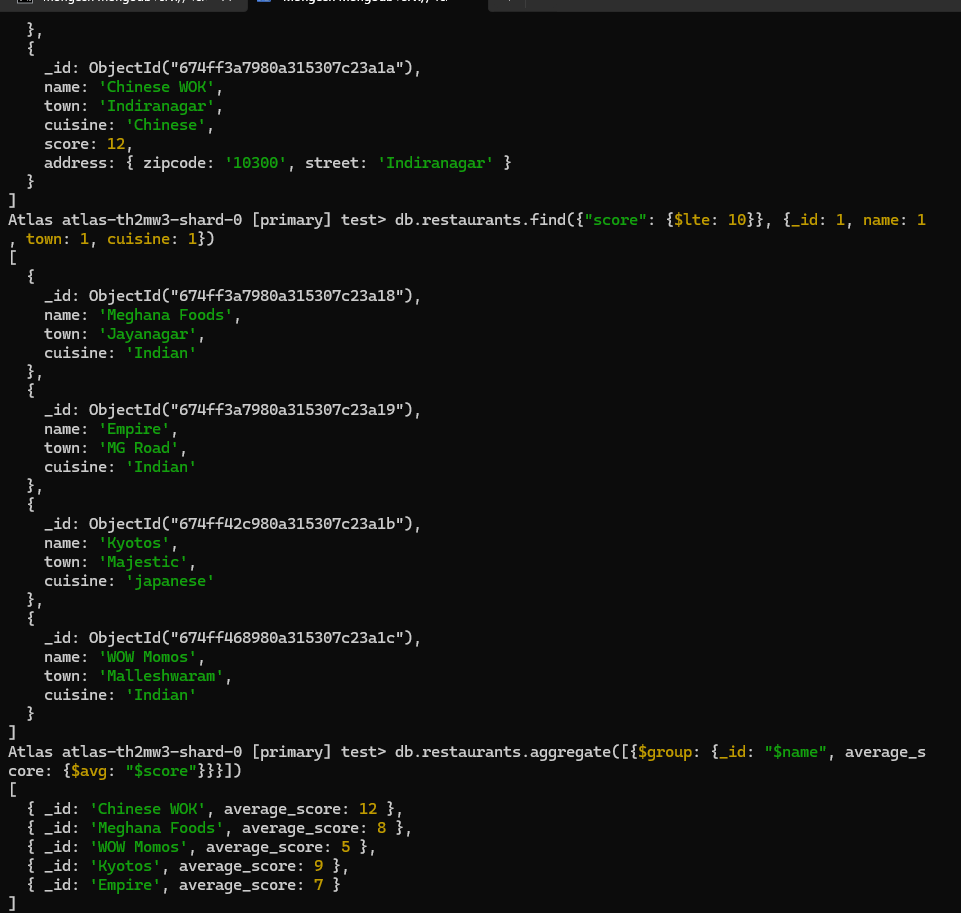 },
{
_id: ObjectId("674ff3a7980a315307c23a1a"),
name: 'Chinese WOK',
town: 'Indiranagar',
cuisine: 'Chinese',
score: 12,
address: { zipcode: '10300', street: 'Indiranagar' }
}
]
Atlas atlas-th2mw3-shard-0 [primary] test> db.restaurants.find({"score": {$lte: 10}}, {_id: 1, name: 1
, town: 1, cuisine: 1})
[
{
_id: ObjectId("674ff3a7980a315307c23a18"),
name: 'Meghana Foods',
town: 'Jayanagar',
cuisine: 'Indian'
},
{
_id: ObjectId("674ff3a7980a315307c23a19"),
name: 'Empire',
town: 'MG Road',
cuisine: 'Indian'
},
{
_id: ObjectId("674ff42c980a315307c23a1b"),
name: 'Kyotos',
town: 'Majestic',
cuisine: 'japanese'
},
{
_id: ObjectId("674ff468980a315307c23a1c"),
name: 'WOW Momos',
town: 'Malleshwaram',
cuisine: 'Indian'
}
]
Atlas atlas-th2mw3-shard-0 [primary] test> db.restaurants.aggregate([{$group: {_id: "$name", average_s
core: {$avg: "$score"}}}])
[
{ _id: 'Chinese WOK', average_score: 12 },
{ _id: 'Meghana Foods', average_score: 8 },
{ _id: 'WOW Momos', average_score: 5 },
{ _id: 'Kyotos', average_score: 9 },
{ _id: 'Empire', average_score: 7 }
]